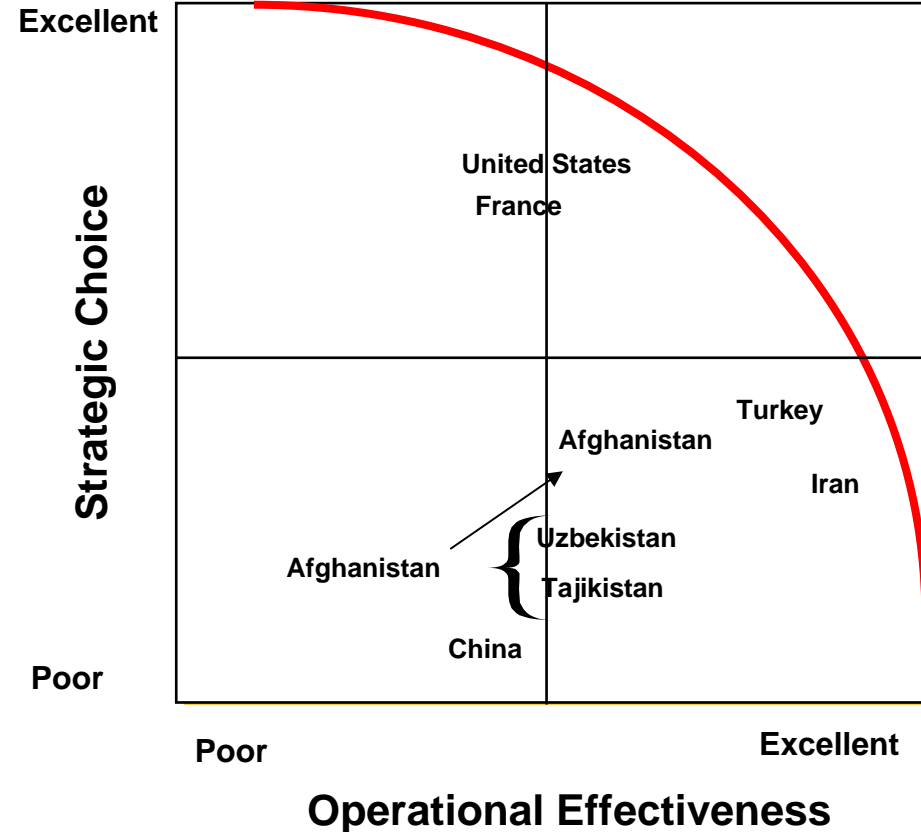 Excellent
Strategic Choice
United States
France
Turkey
Afghanistan
Iran
Uzbekistan
Afghanistan
Tajikistan
China
Poor
Poor
Excellent
Operational Effectiveness